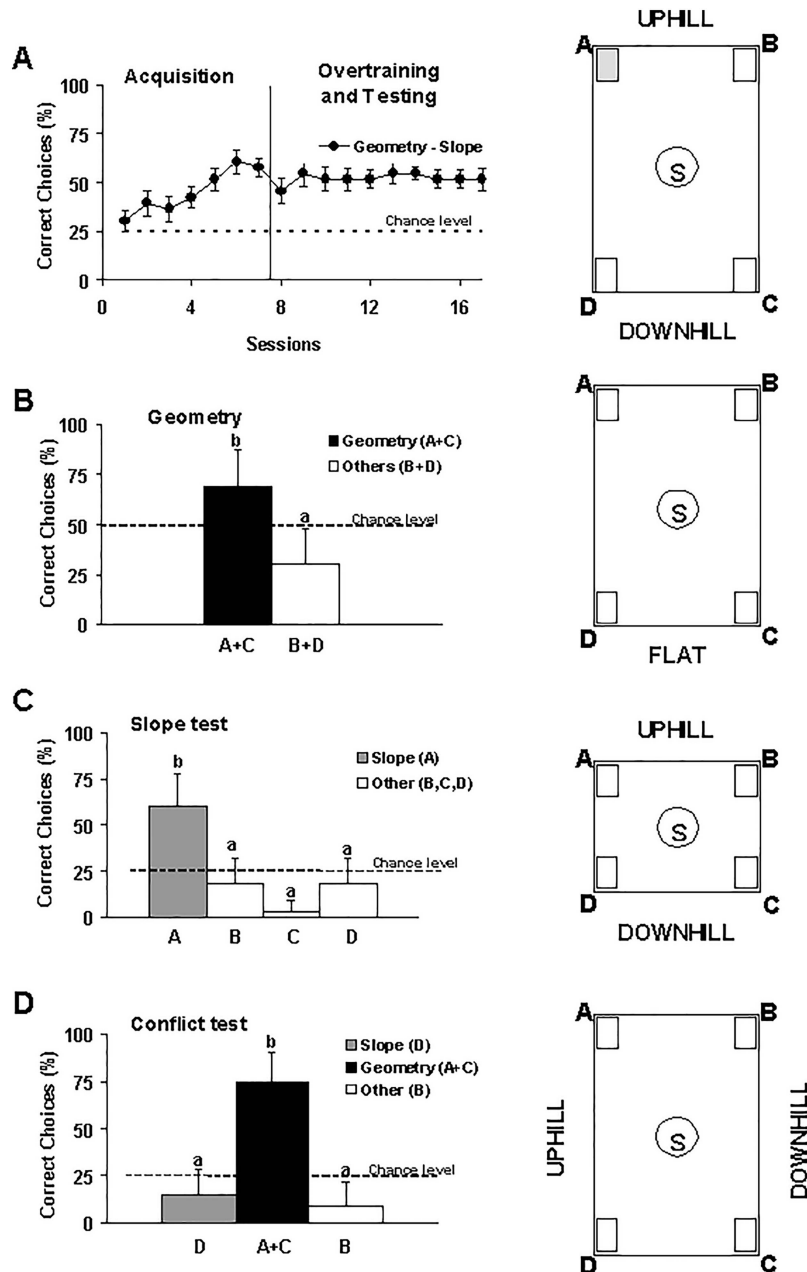 A
Acquisition
Overtraining
and Testing
Correct Choices (%)
100
75
50
25
0
Geometry - Slope
Chance level
0 4 8 12 16
Sessions
UPHILL
A B
S
D C
DOWNHILL
B
Geometry
Correct Choices (%)
100
75
50
25
0
Geometry (A+C)
Others (B+D)
b
a
Chance level
A+C B+D
A B
S
D C
FLAT
C
Slope test
Correct Choices (%)
100
75
50
25
0
Slope (A)
Other (B,C,D)
b
a
a
a
Chance level
A B C D
UPHILL
A B
S
D C
DOWNHILL
D
Conflict test
Correct Choices (%)
100
75
50
25
0
Slope (D)
Geometry (A+C)
Other (B)
a
b
a
Chance level
D A+C B
A B
UPHILL
S
DOWNHILL
D C